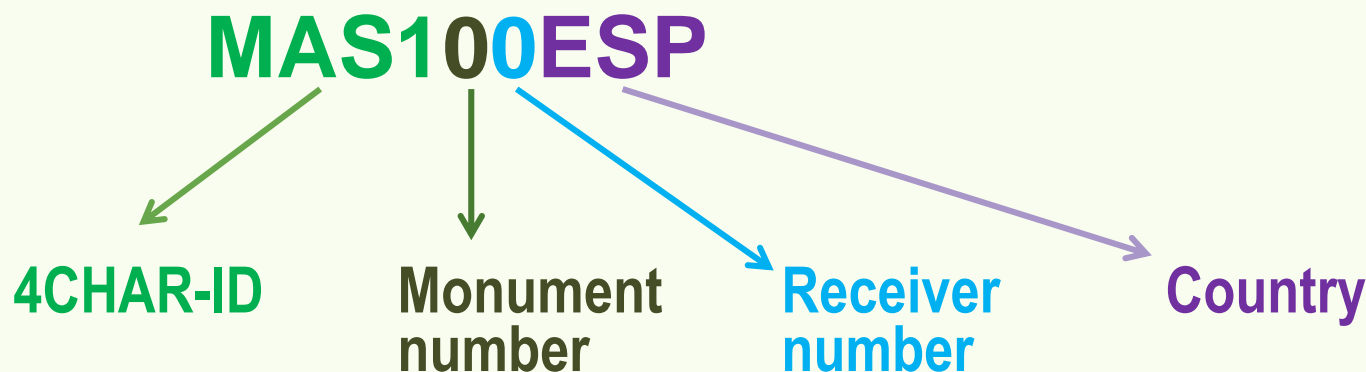 MAS100ESP
4CHAR-ID
Monument number
Receiver number
Country